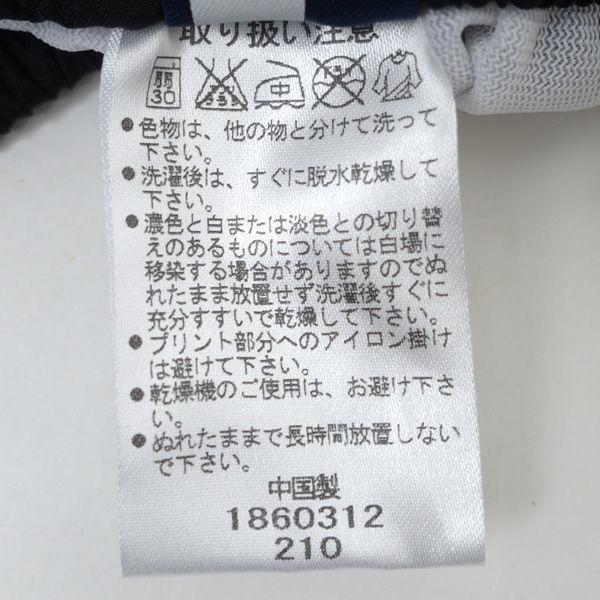 取り扱い注意
弱
30
●色物は、他の物と分けて洗って
下さい。
●洗濯後は、すぐに脱水乾燥して
下さい。
●濃色と白または淡色との切り替
えのあるものについては白場に
移染する場合がありますのでぬ
れたまま放置せず洗濯後すぐに
充分すすいで乾燥して下さい。
●プリント部分へのアイロン掛け
は避けて下さい。
●乾燥機のご使用は、お避け下さ
い。
●ぬれたままで長時間放置しない
で下さい。
中国製
1860312
210